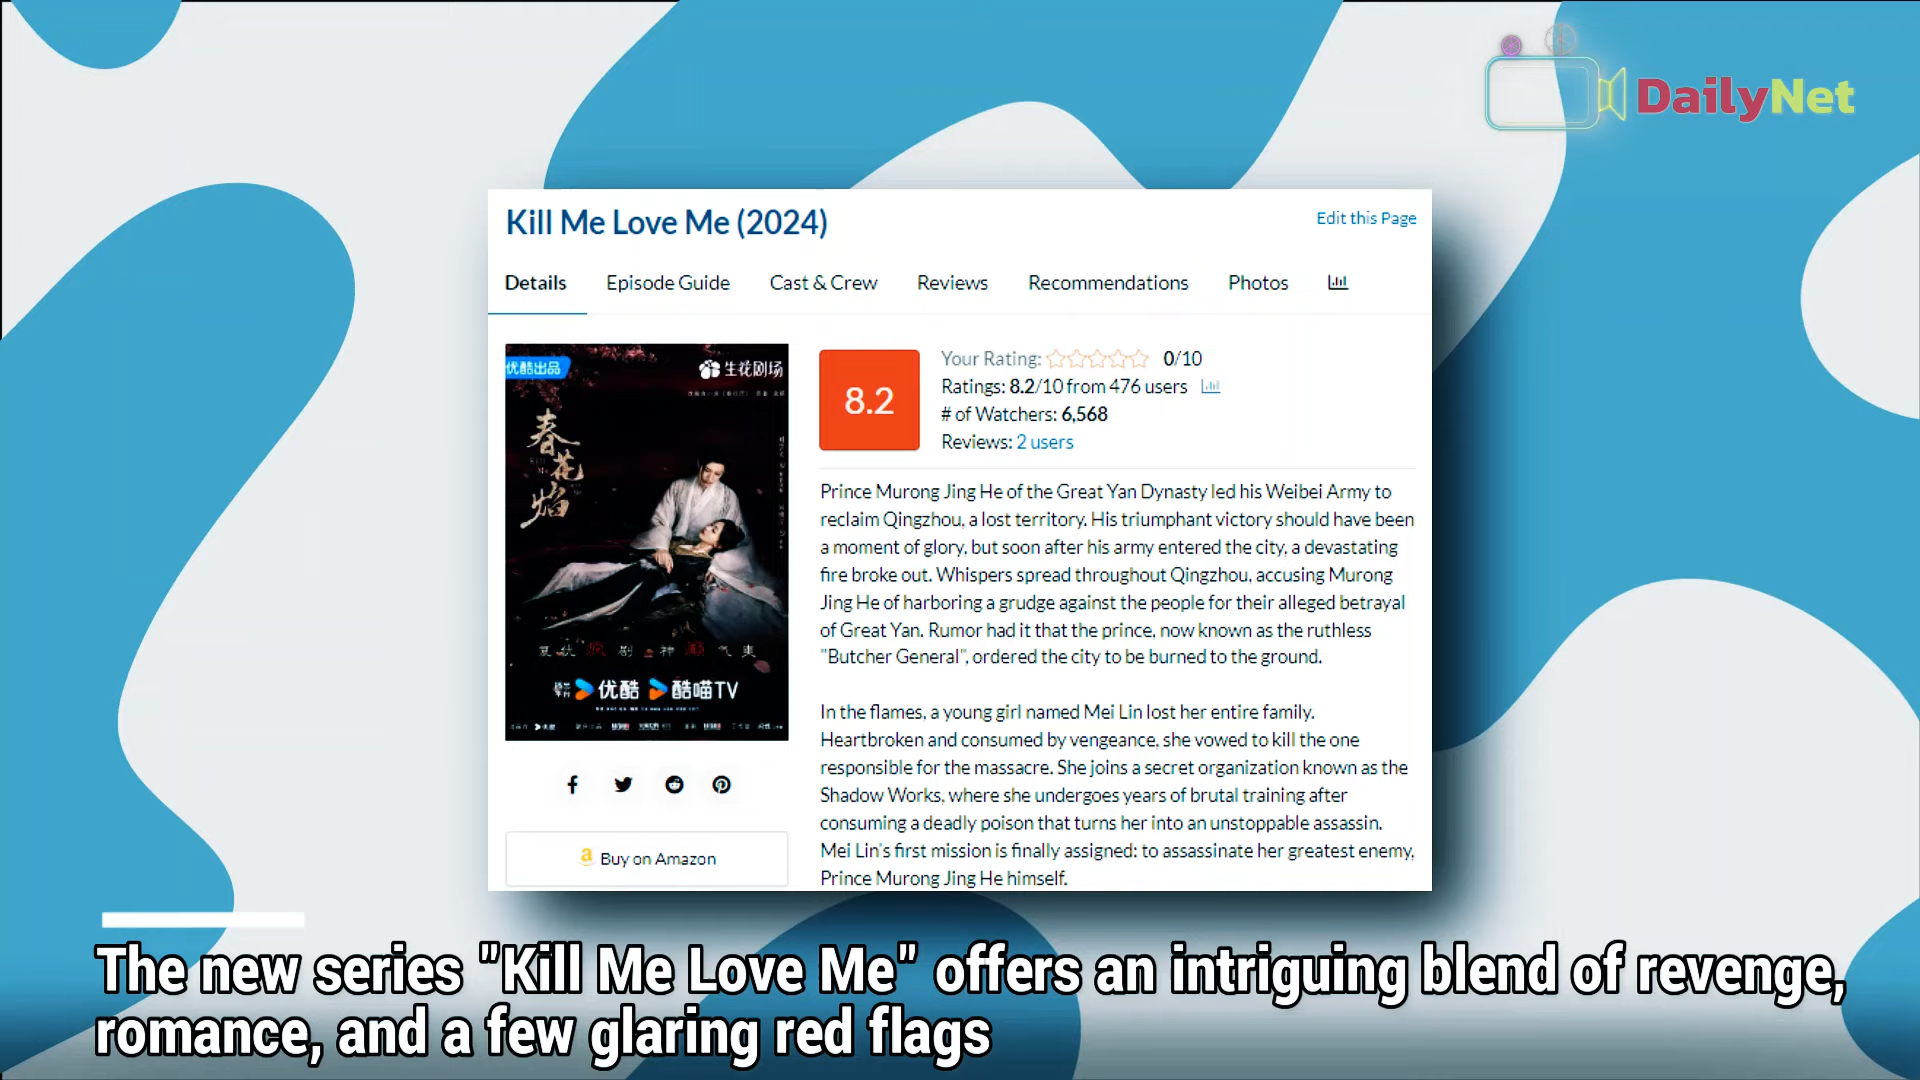 DailyNet
Kill Me Love Me (2024)
Edit this Page
Details Episode Guide Cast & Crew Reviews Recommendations Photos
优酷出品
生花剧场
春花焰
8.2
Your Rating: 0/10
Ratings: 8.2/10 from 476 users
# of Watchers: 6,568
Reviews: 2 users
Prince Murong Jing He of the Great Yan Dynasty led his Weibei Army to
reclaim Qingzhou, a lost territory. His triumphant victory should have been
a moment of glory, but soon after his army entered the city, a devastating
fire broke out. Whispers spread throughout Qingzhou, accusing Murong
Jing He of harboring a grudge against the people for their alleged betrayal
of Great Yan. Rumor had it that the prince, now known as the ruthless
"Butcher General", ordered the city to be burned to the ground.
In the flames, a young girl named Mei Lin lost her entire family.
Heartbroken and consumed by vengeance, she vowed to kill the one
responsible for the massacre. She joins a secret organization known as the
Shadow Works, where she undergoes years of brutal training after
consuming a deadly poison that turns her into an unstoppable assassin.
Mei Lin's first mission is finally assigned: to assassinate her greatest enemy,
Prince Murong Jing He himself.
优酷 酷喵TV
Buy on Amazon
The new series "Kill Me Love Me" offers an intriguing blend of revenge,
romance, and a few glaring red flags